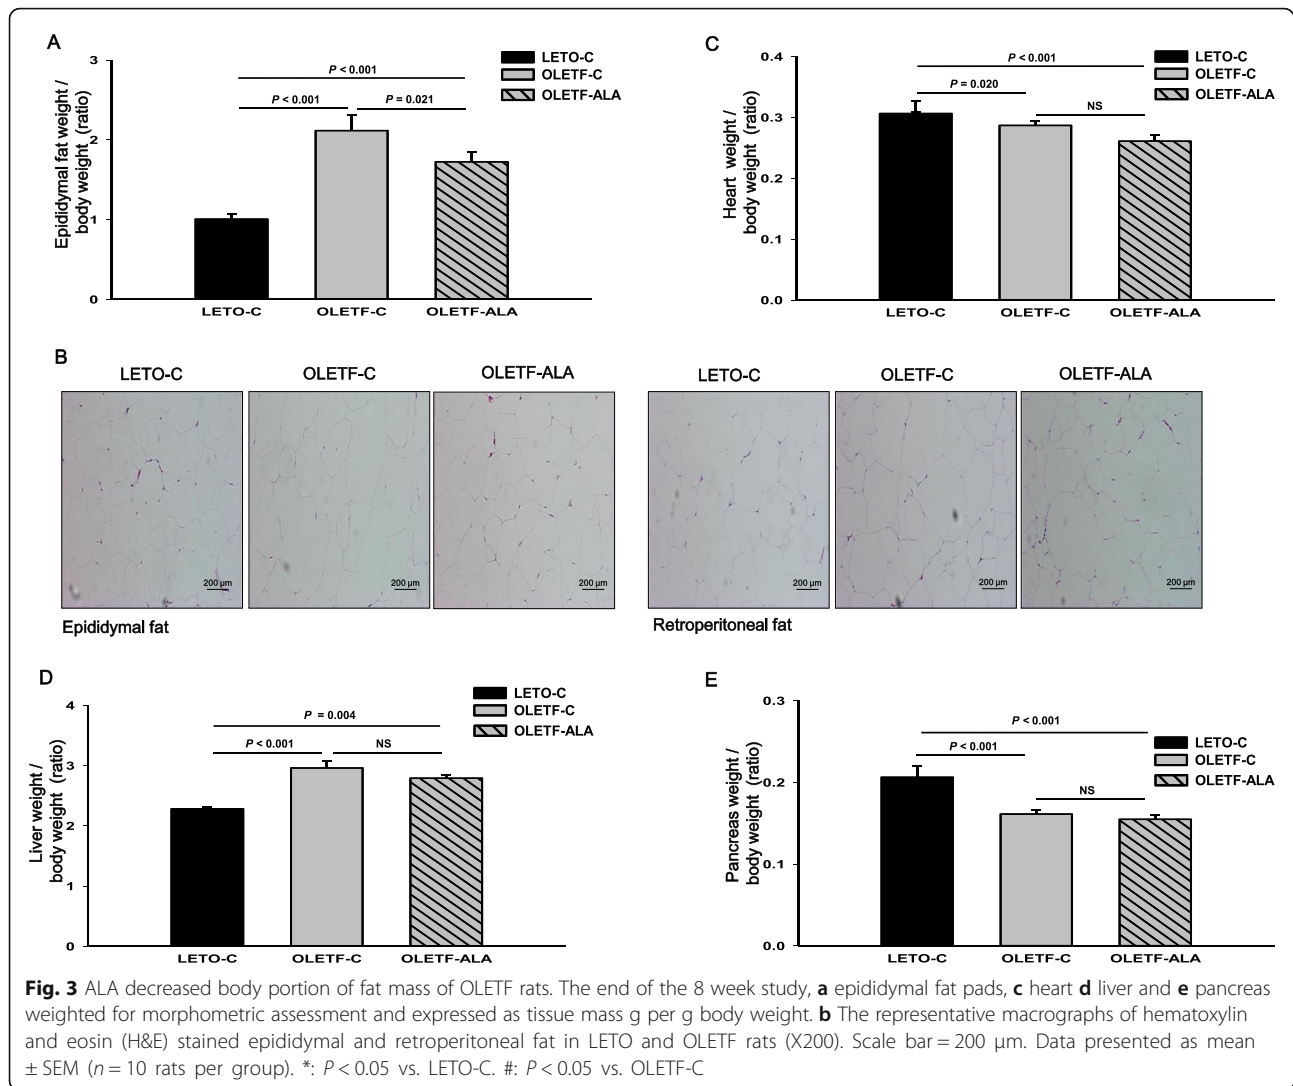 A
3
2
1
0
Epididymal fat weight /
body weight (ratio)
P < 0.001
P < 0.001
P = 0.021
LETO-C
OLETF-C
OLETF-ALA
LETO-C
OLETF-C
OLETF-ALA
C
0.4
0.3
0.2
0.1
0.0
Heart weight /
body weight (ratio)
P < 0.001
P = 0.020
NS
LETO-C
OLETF-C
OLETF-ALA
LETO-C
OLETF-C
OLETF-ALA
B
LETO-C
OLETF-C
OLETF-ALA
200 µm
200 µm
200 µm
Epididymal fat
LETO-C
OLETF-C
OLETF-ALA
200 µm
200 µm
200 µm
Retroperitoneal fat
D
4
3
2
1
0
Liver weight /
body weight (ratio)
P = 0.004
P < 0.001
NS
LETO-C
OLETF-C
OLETF-ALA
LETO-C
OLETF-C
OLETF-ALA
E
0.3
0.2
0.1
0.0
Pancreas weight /
body weight (ratio)
P < 0.001
P < 0.001
NS
LETO-C
OLETF-C
OLETF-ALA
LETO-C
OLETF-C
OLETF-ALA
Fig. 3 ALA decreased body portion of fat mass of OLETF rats. The end of the 8 week study, a epididymal fat pads, c heart d liver and e pancreas
weighted for morphometric assessment and expressed as tissue mass g per g body weight. b The representative macrographs of hematoxylin
and eosin (H&E) stained epididymal and retroperitoneal fat in LETO and OLETF rats (X200). Scale bar = 200 μm. Data presented as mean
± SEM (n = 10 rats per group). *: P < 0.05 vs. LETO-C. #: P < 0.05 vs. OLETF-C